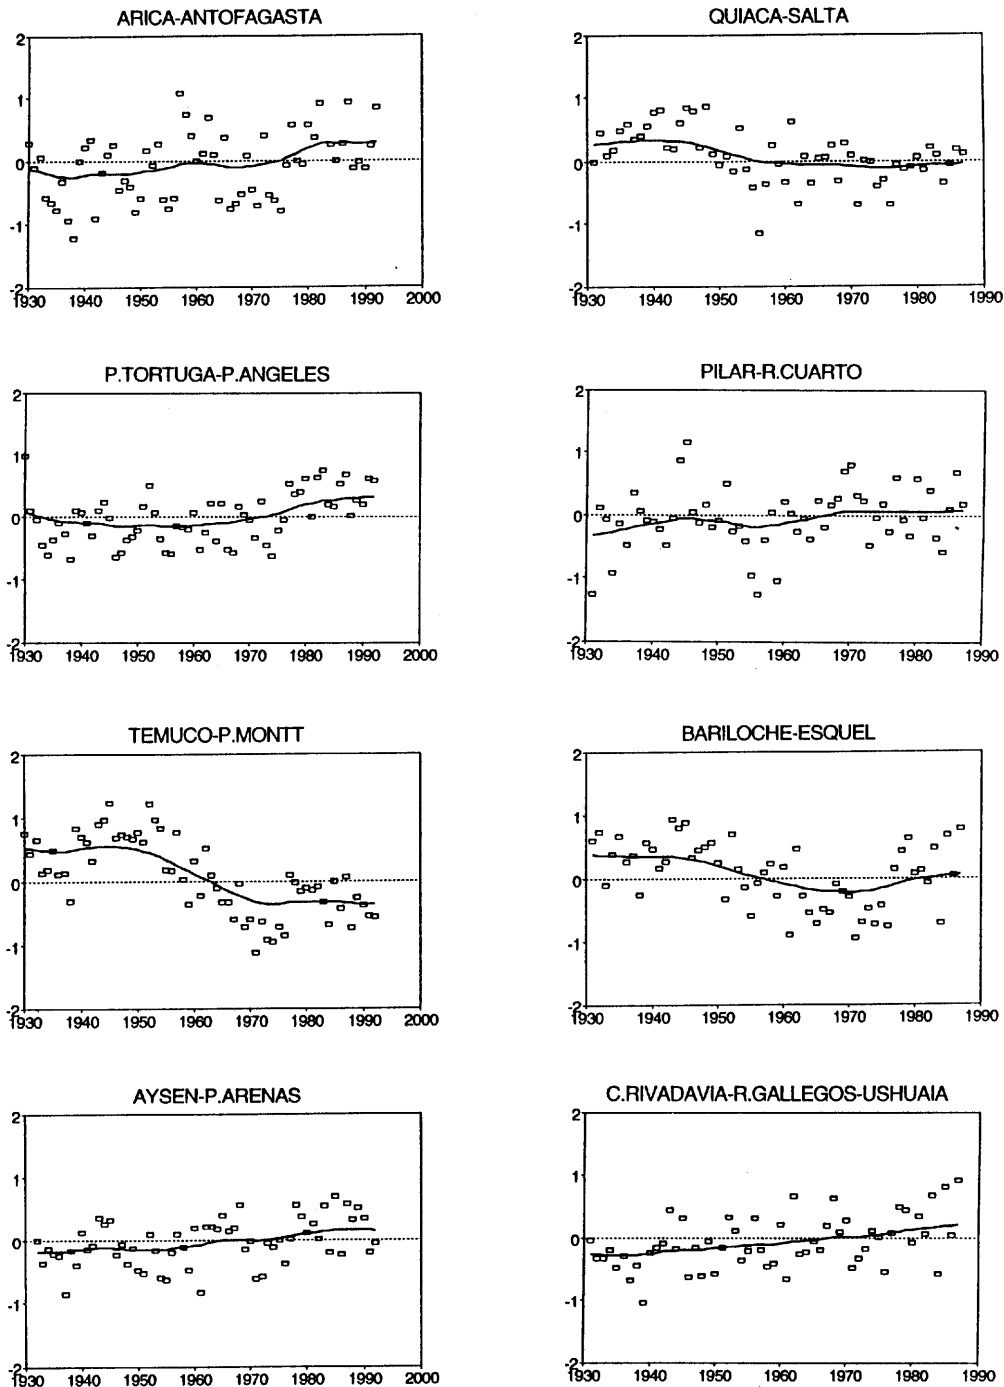 ARICA-ANTOFAGASTA
2
1
0
-1
-2
1930 1940 1950 1960 1970 1980 1990 2000
QUIACA-SALTA
2
1
0
-1
-2
1930 1940 1950 1960 1970 1980 1990
P.TORTUGA-P.ANGELES
2
1
0
-1
-2
1930 1940 1950 1960 1970 1980 1990 2000
PILAR-R.CUARTO
2
1
0
-1
-2
1930 1940 1950 1960 1970 1980 1990
TEMUCO-P.MONTT
2
1
0
-1
-2
1930 1940 1950 1960 1970 1980 1990 2000
BARILOCHE-ESQUEL
2
1
0
-1
-2
1930 1940 1950 1960 1970 1980 1990
AYSEN-P.ARENAS
2
1
0
-1
-2
1930 1940 1950 1960 1970 1980 1990 2000
C.RIVADAVIA-R.GALLEGOS-USHUAIA
2
1
0
-1
-2
1930 1940 1950 1960 1970 1980 1990